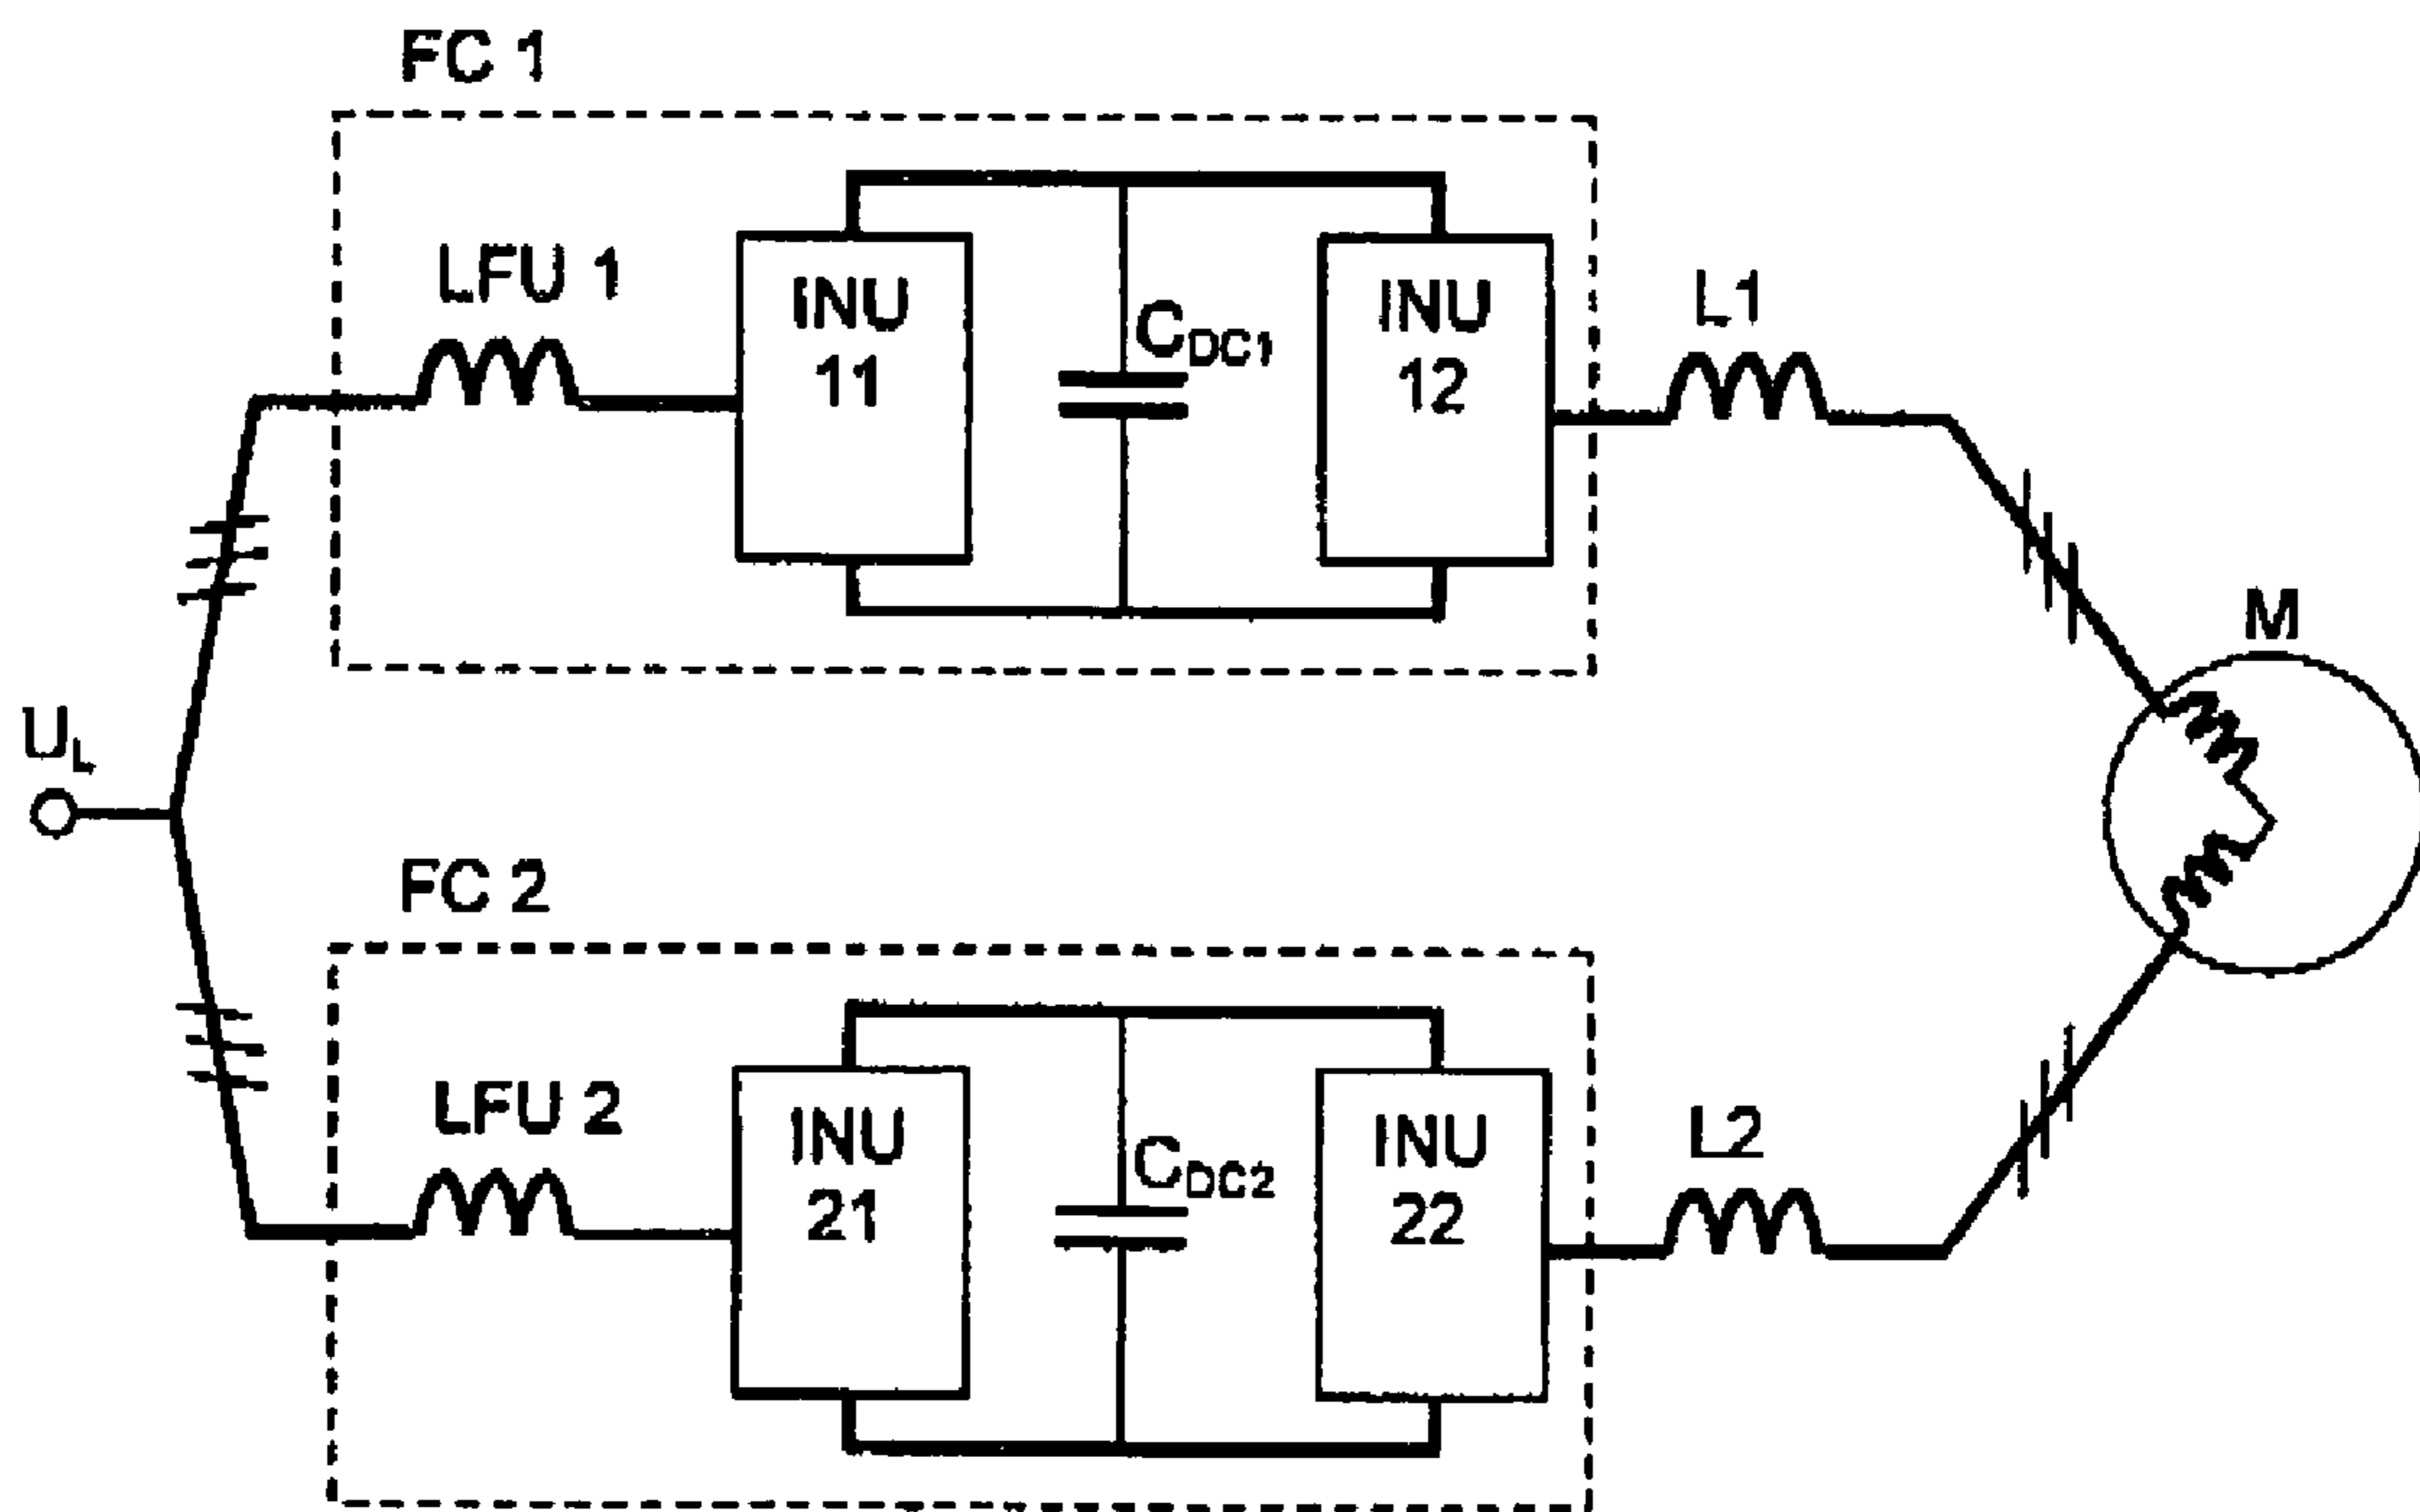 FC 1
LFU 1
INU
11
C_DC1
INU
12
L1
M
U_L
FC 2
LFU 2
INU
21
C_DC2
INU
22
L2